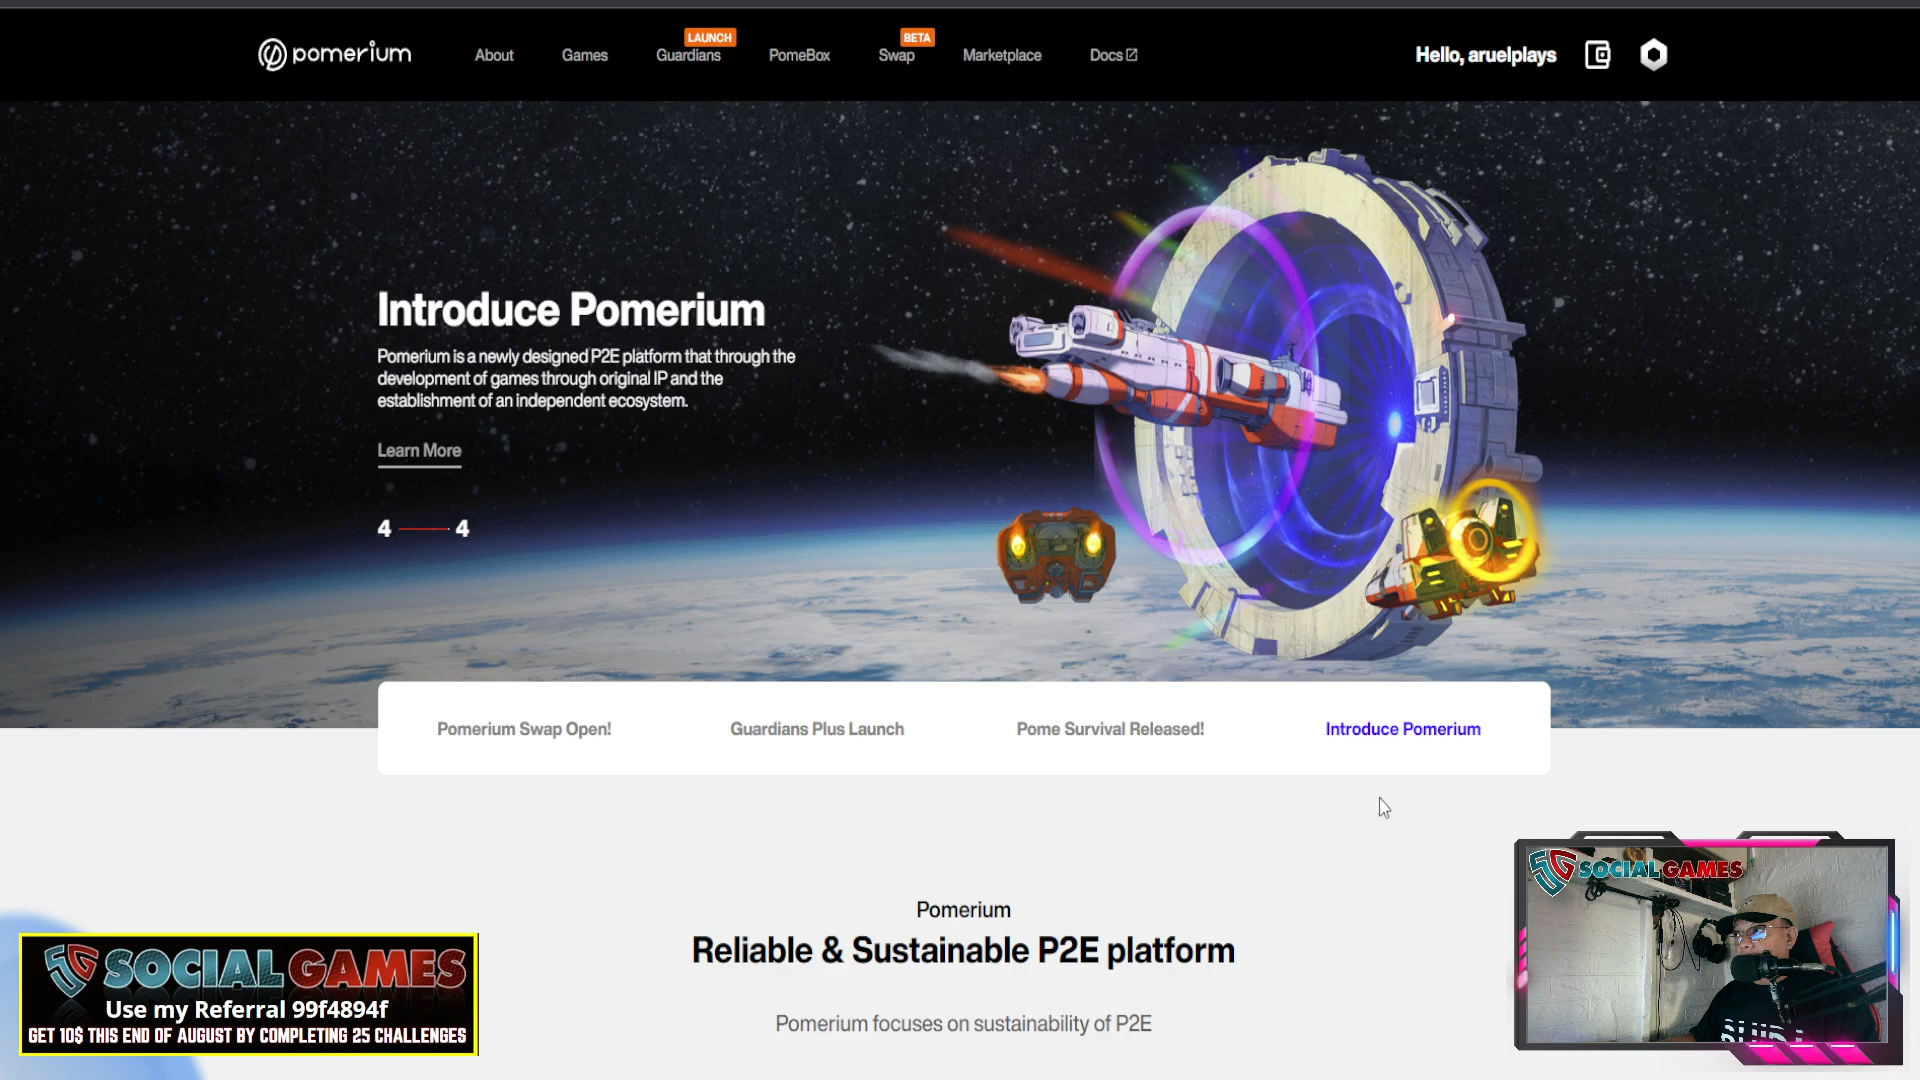 pomerium
About
Games
LAUNCH
Guardians
PomeBox
BETA
Swap
Marketplace
Docs
Hello, aruelplays
Introduce Pomerium
Pomerium is a newly designed P2E platform that through the
development of games through original IP and the
establishment of an independent ecosystem.
Learn More
4 4
Pomerium Swap Open!
Guardians Plus Launch
Pome Survival Released!
Introduce Pomerium
Pomerium
Reliable & Sustainable P2E platform
Pomerium focuses on sustainability of P2E
SG SOCIAL GAMES
Use my Referral 99f4894f
GET 10$ THIS END OF AUGUST BY COMPLETING 25 CHALLENGES
SG SOCIAL GAMES